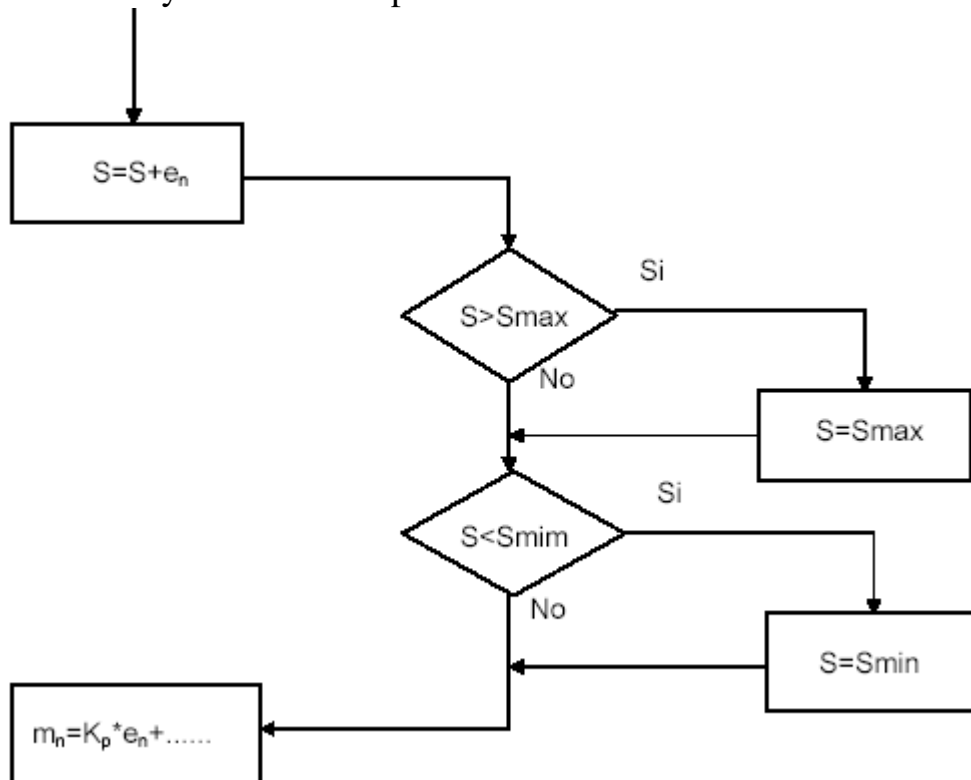 S=S+eₙ
Si
S>Smax
No
S=Smax
Si
S<Smim
No
S=Smin
mₙ=Kₚ*eₙ+......